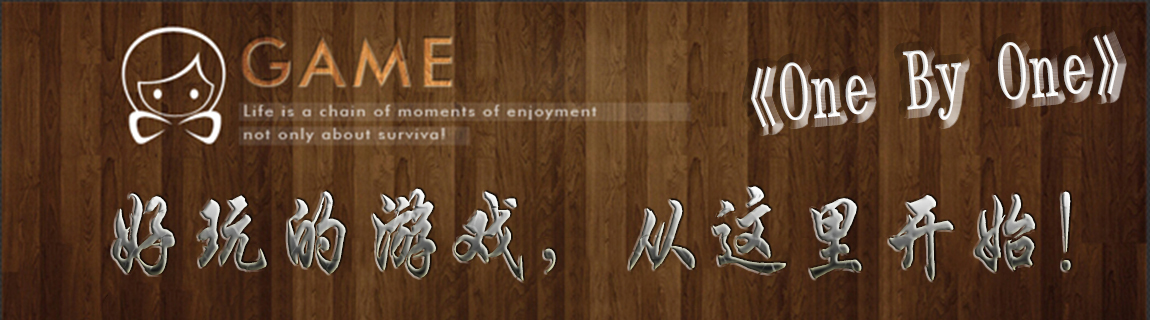 GAME
Life is a chain of moments of enjoyment
not only about survival
《One By One》
好玩的游戏，从这里开始！